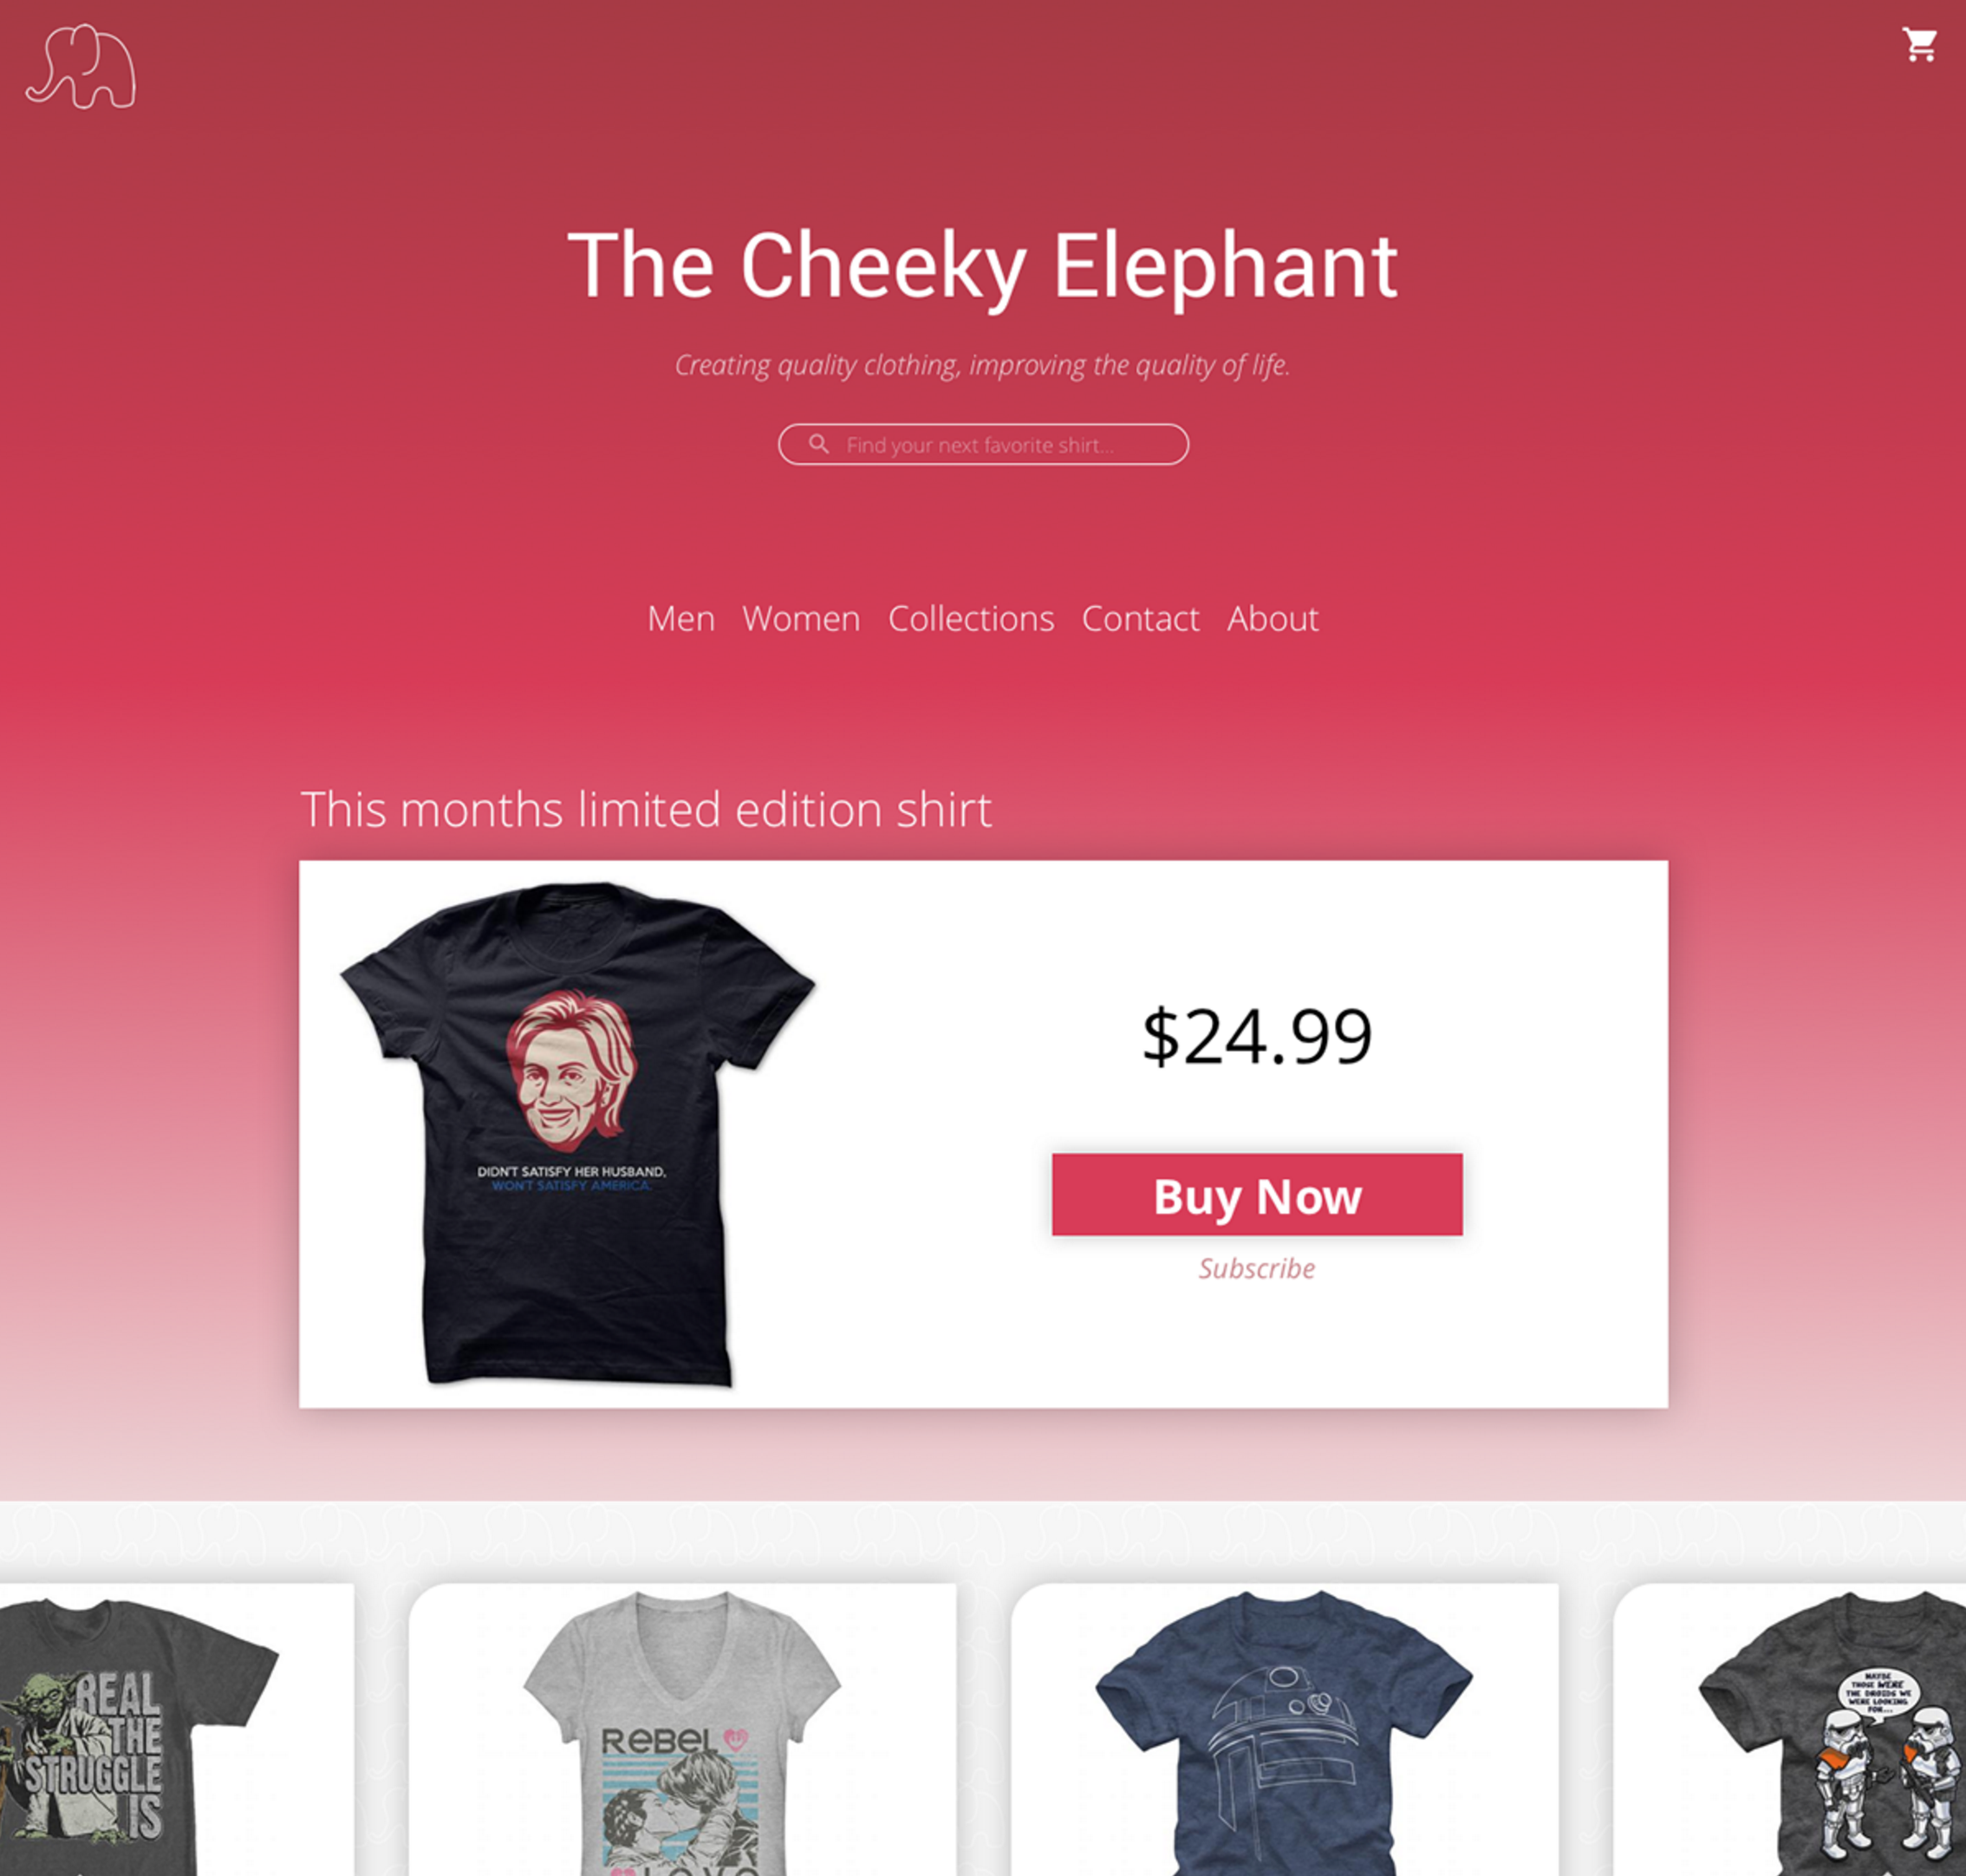 The Cheeky Elephant
Creating quality clothing, improving the quality of life.
Find your next favorite shirt...
Men Women Collections Contact About
This months limited edition shirt
DIDN'T SATISFY HER HUSBAND,
WON'T SATISFY AMERICA.
$24.99
Buy Now
Subscribe
REAL
THE
STRUGGLE
IS
REBEL
LOVE
MAYBE
THOSE WERE
THE DROIDS WE
WERE LOOKING
FOR...